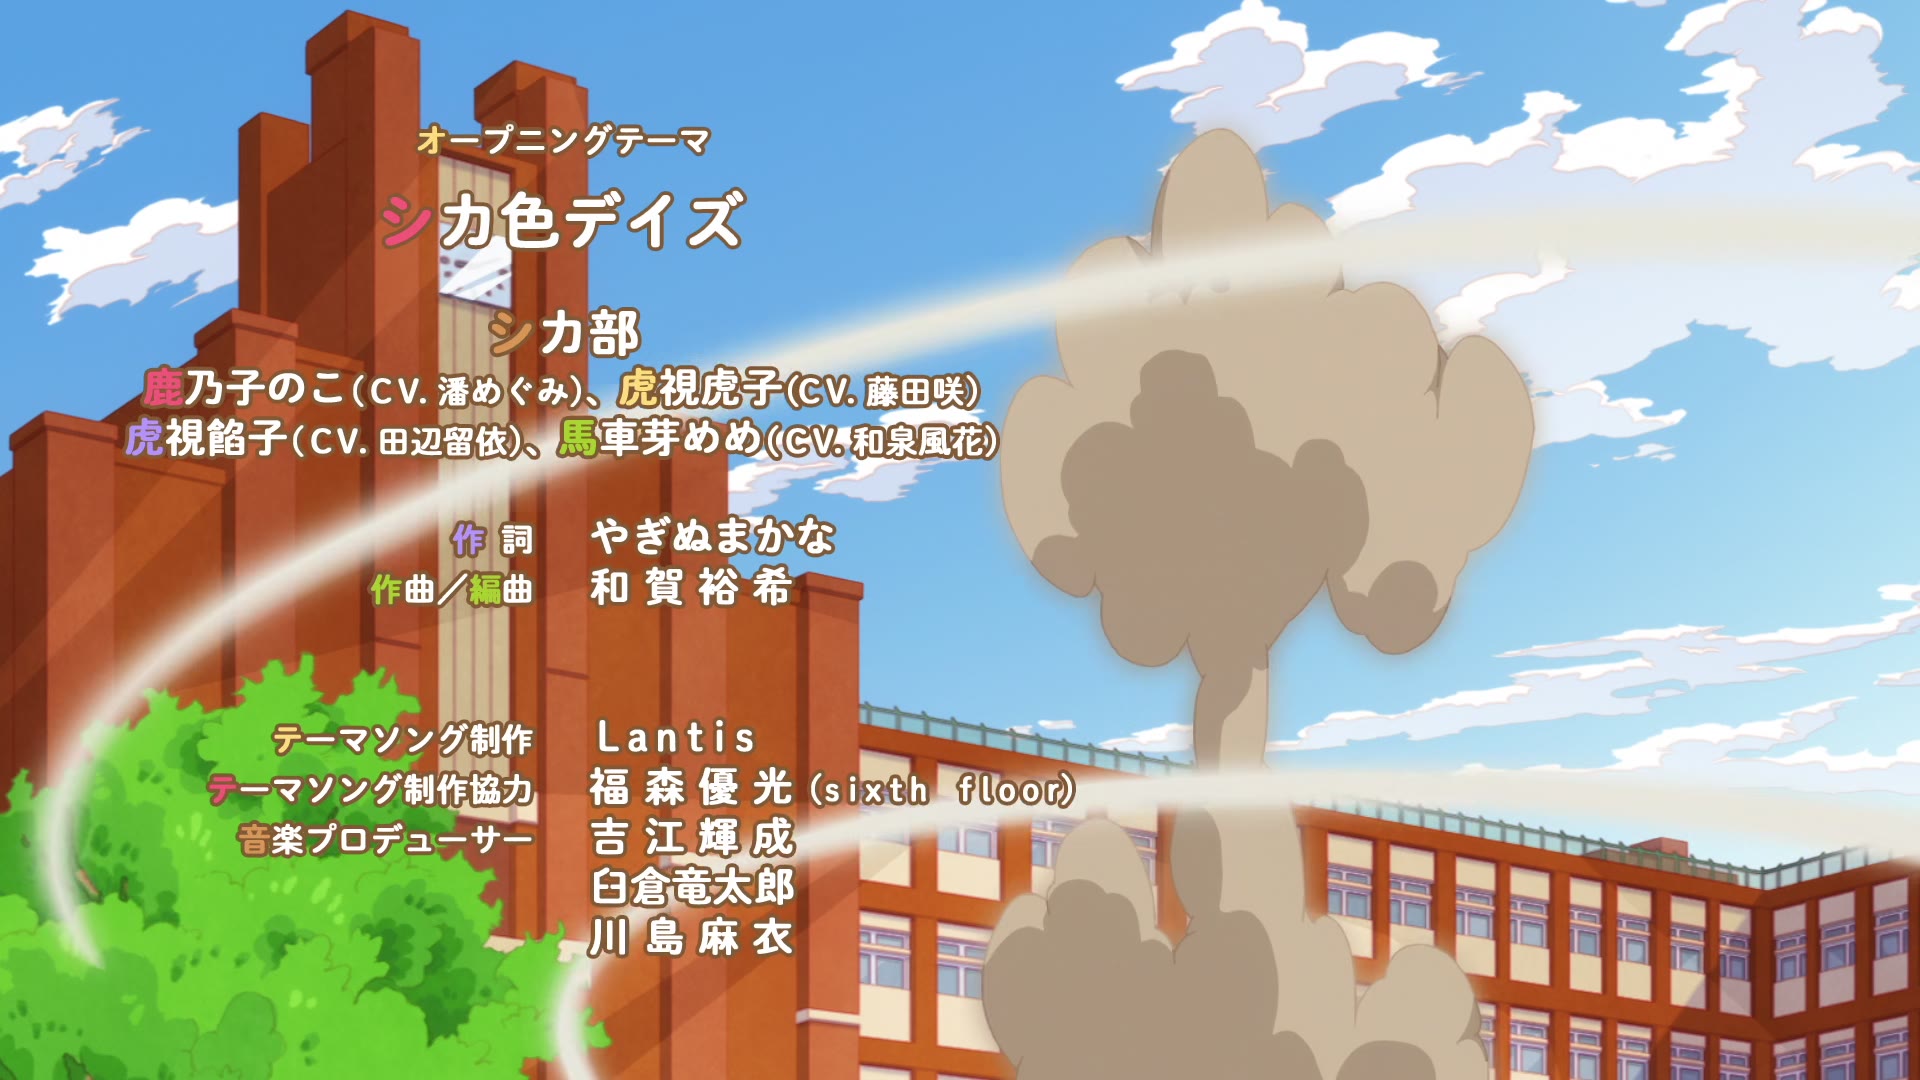 オープニングテーマ
シカ色デイズ
シカ部
鹿乃子のこ(CV. 潘めぐみ)、虎視虎子(CV. 藤田咲)
虎視餡子(CV. 田辺留依)、馬車芽めめ(CV. 和泉風花)
作詞 やぎぬまかな
作曲／編曲 和賀裕希
テーマソング制作 Lantis
テーマソング制作協力 福森優光(sixth floor)
音楽プロデューサー 吉江輝成
臼倉竜太郎
川島麻衣